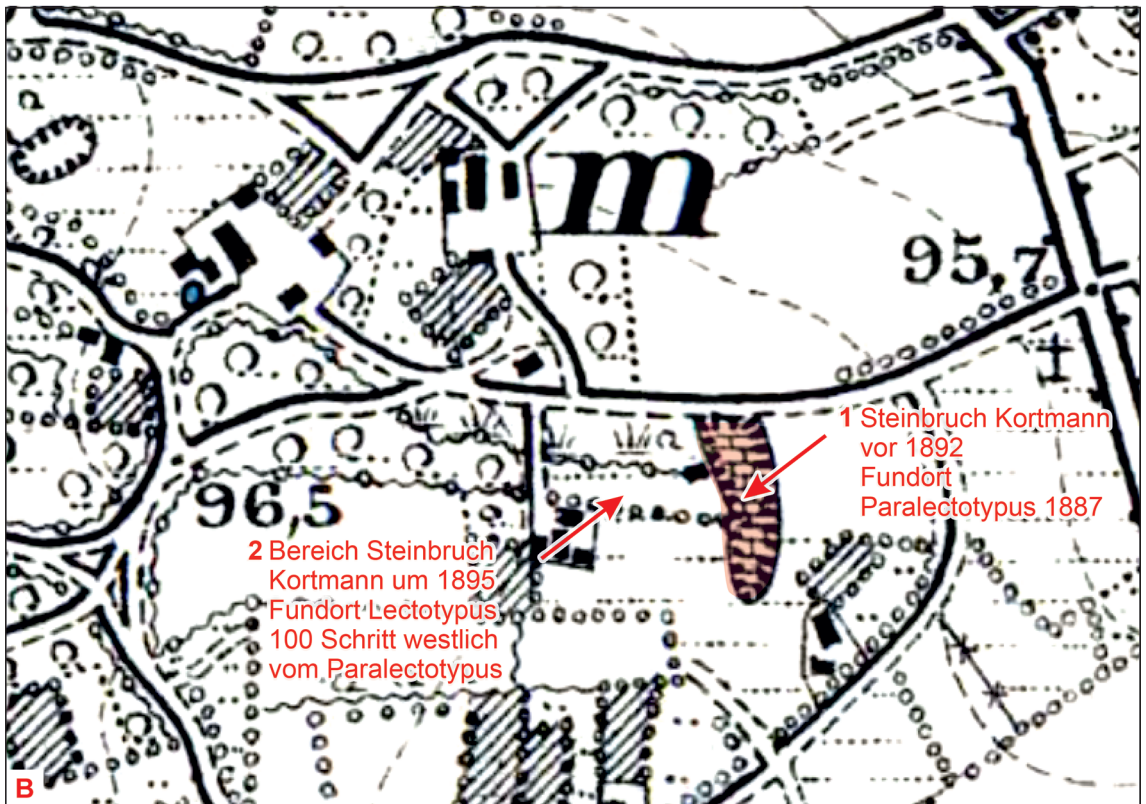 m
95,7
1 Steinbruch Kortmann
vor 1892
Fundort
Paralectotypus 1887
96,5
2 Bereich Steinbruch
Kortmann um 1895
Fundort Lectotypus
100 Schritt westlich
vom Paralectotypus
B